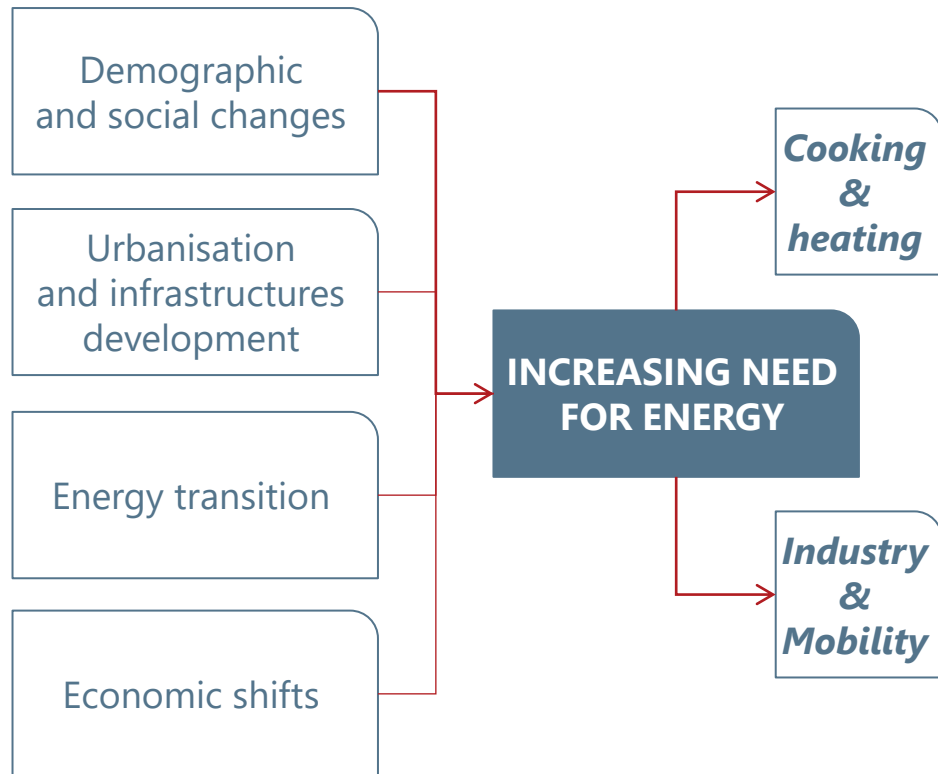 Demographic
and social changes
Urbanisation
and infrastructures
development
Energy transition
Economic shifts
INCREASING NEED
FOR ENERGY
Cooking
&
heating
Industry
&
Mobility